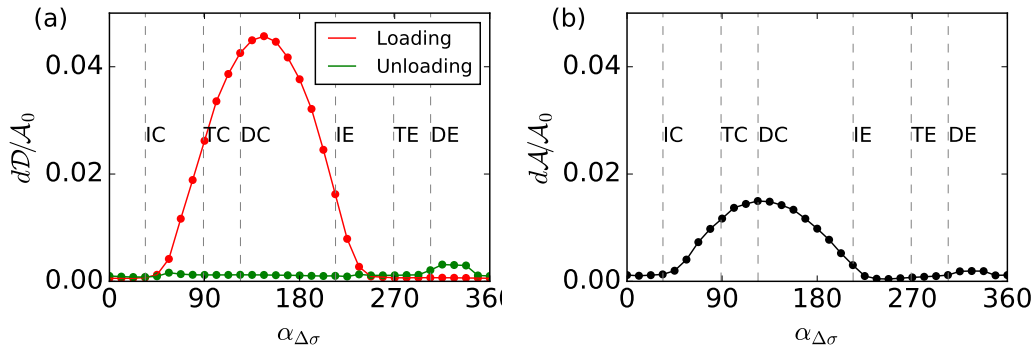 (a)
dD/A₀
0.04
0.02
0.00
Loading
Unloading
IC
TC
DC
IE
TE
DE
0
90
180
270
360
α_Δσ
(b)
dA/A₀
0.04
0.02
0.00
IC
TC
DC
IE
TE
DE
0
90
180
270
360
α_Δσ